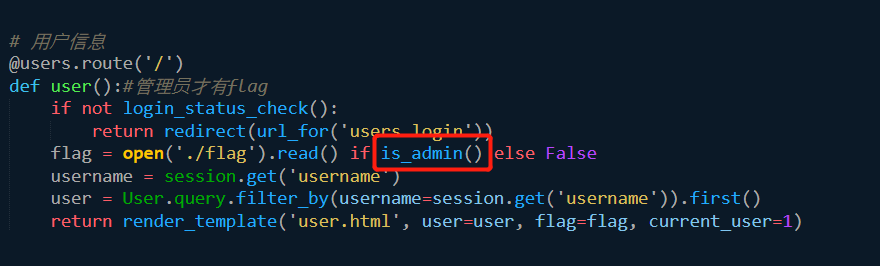 # 用户信息
@users.route('/')
def user():#管理员才有flag
    if not login_status_check():
        return redirect(url_for('users.login'))
    flag = open('./flag').read() if is_admin() else False
    username = session.get('username')
    user = User.query.filter_by(username=session.get('username')).first()
    return render_template('user.html', user=user, flag=flag, current_user=1)